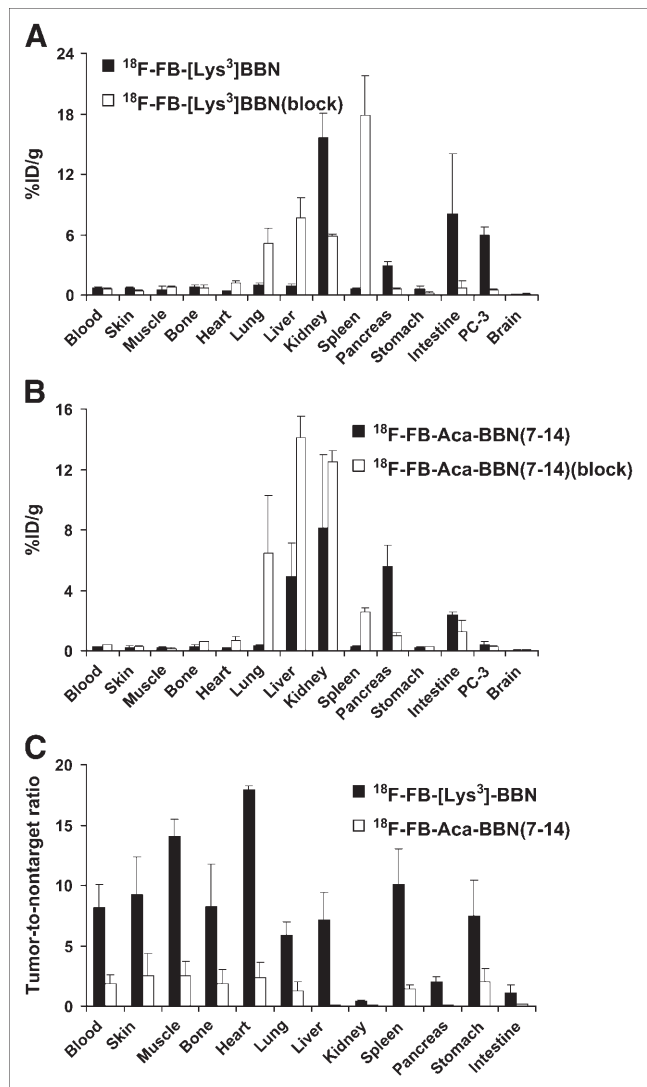 A
¹⁸F-FB-[Lys³]BBN
¹⁸F-FB-[Lys³]BBN(block)
%ID/g
24
18
12
6
0
Blood
Skin
Muscle
Bone
Heart
Lung
Liver
Kidney
Spleen
Pancreas
Stomach
Intestine
PC-3
Brain
B
¹⁸F-FB-Aca-BBN(7-14)
¹⁸F-FB-Aca-BBN(7-14)(block)
%ID/g
16
12
8
4
0
Blood
Skin
Muscle
Bone
Heart
Lung
Liver
Kidney
Spleen
Pancreas
Stomach
Intestine
PC-3
Brain
C
¹⁸F-FB-[Lys³]-BBN
¹⁸F-FB-Aca-BBN(7-14)
Tumor-to-nontarget ratio
20
15
10
5
0
Blood
Skin
Muscle
Bone
Heart
Lung
Liver
Kidney
Spleen
Pancreas
Stomach
Intestine